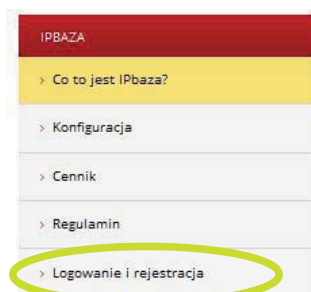 IPBAZA
› Co to jest IPbaza?
› Konfiguracja
› Cennik
› Regulamin
› Logowanie i rejestracja